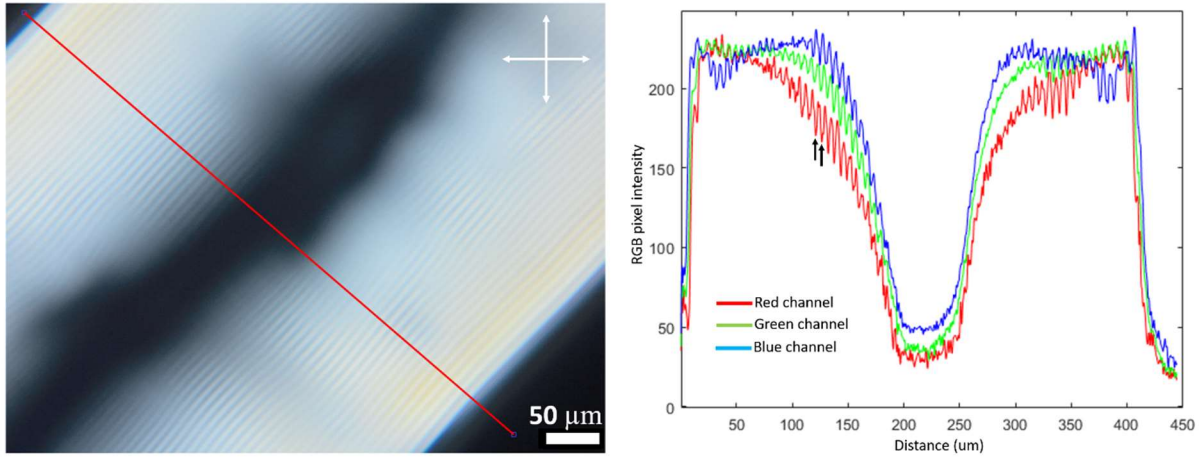 50 μm
RGB pixel intensity
200
150
100
50
0
Red channel
Green channel
Blue channel
50 100 150 200 250 300 350 400 450
Distance (um)